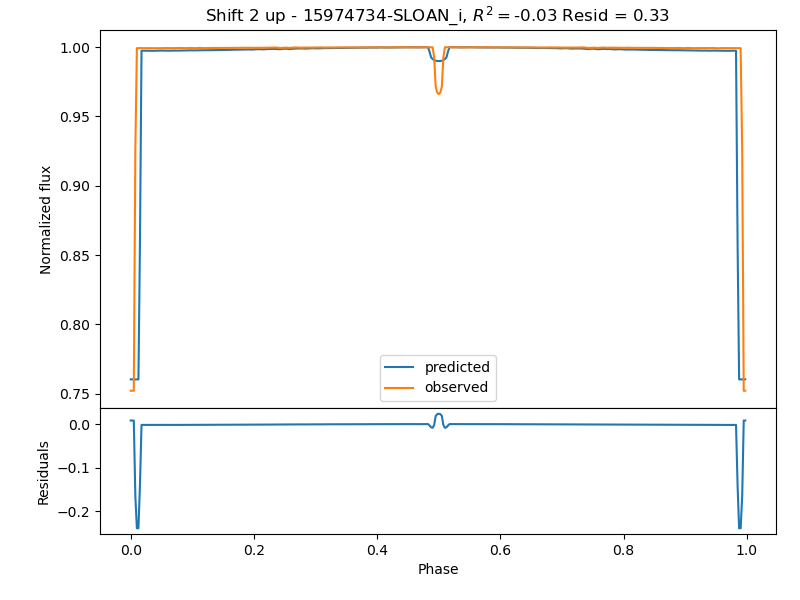 Shift 2 up - 15974734-SLOAN_i, R² = -0.03 Resid = 0.33
Normalized flux
1.00
0.95
0.90
0.85
0.80
0.75
predicted
observed
Residuals
0.0
−0.1
−0.2
0.0 0.2 0.4 0.6 0.8 1.0
Phase